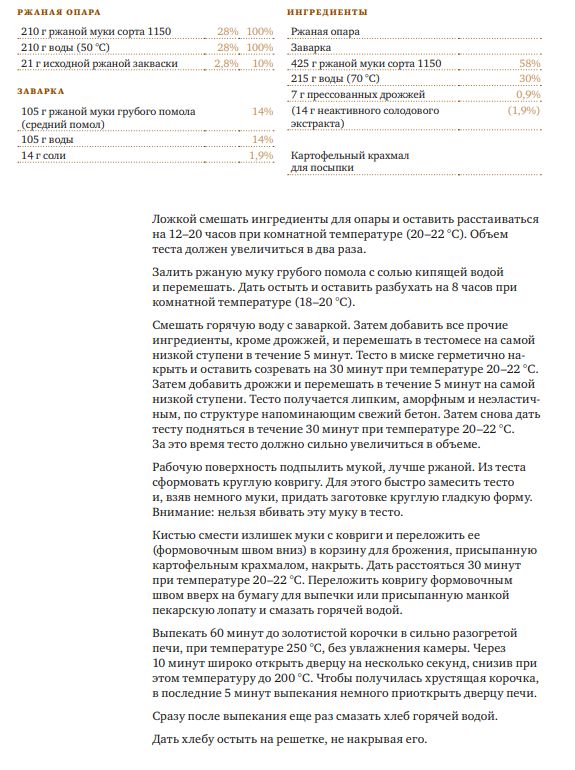 РЖАНАЯ ОПАРА
210 г ржаной муки сорта 1150 28% 100%
210 г воды (50 °C) 28% 100%
21 г исходной ржаной закваски 2,8% 10%
ЗАВАРКА
105 г ржаной муки грубого помола 14%
(средний помол)
105 г воды 14%
14 г соли 1,9%
ИНГРЕДИЕНТЫ
Ржаная опара
Заварка
425 г ржаной муки сорта 1150 58%
215 г воды (70 °C) 30%
7 г прессованных дрожжей 0,9%
(14 г неактивного солодового (1,9%)
экстракта)
Картофельный крахмал
для посыпки
Ложкой смешать ингредиенты для опары и оставить расстаиваться
на 12–20 часов при комнатной температуре (20–22 °C). Объем
теста должен увеличиться в два раза.
Залить ржаную муку грубого помола с солью кипящей водой
и перемешать. Дать остыть и оставить разбухать на 8 часов при
комнатной температуре (18–20 °C).
Смешать горячую воду с заваркой. Затем добавить все прочие
ингредиенты, кроме дрожжей, и перемешать в тестомесе на самой
низкой ступени в течение 5 минут. Тесто в миске герметично на-
крыть и оставить созревать на 30 минут при температуре 20–22 °C.
Затем добавить дрожжи и перемешать в течение 5 минут на самой
низкой ступени. Тесто получается липким, аморфным и неэластич-
ным, по структуре напоминающим свежий бетон. Затем снова дать
тесту подняться в течение 30 минут при температуре 20–22 °C.
За это время тесто должно сильно увеличиться в объеме.
Рабочую поверхность подпылить мукой, лучше ржаной. Из теста
сформовать круглую ковригу. Для этого быстро замесить тесто
и, взяв немного муки, придать заготовке круглую гладкую форму.
Внимание: нельзя вбивать эту муку в тесто.
Кистью смести излишек муки с ковриги и переложить ее
(формовочным швом вниз) в корзину для брожения, присыпанную
картофельным крахмалом, накрыть. Дать расстояться 30 минут
при температуре 20–22 °C. Переложить ковригу формовочным
швом вверх на бумагу для выпечки или присыпанную манкой
пекарскую лопату и смазать горячей водой.
Выпекать 60 минут до золотистой корочки в сильно разогретой
печи, при температуре 250 °C, без увлажнения камеры. Через
10 минут широко открыть дверцу на несколько секунд, снизив при
этом температуру до 200 °C. Чтобы получилась хрустящая корочка,
в последние 5 минут выпекания немного приоткрыть дверцу печи.
Сразу после выпекания еще раз смазать хлеб горячей водой.
Дать хлебу остыть на решетке, не накрывая его.